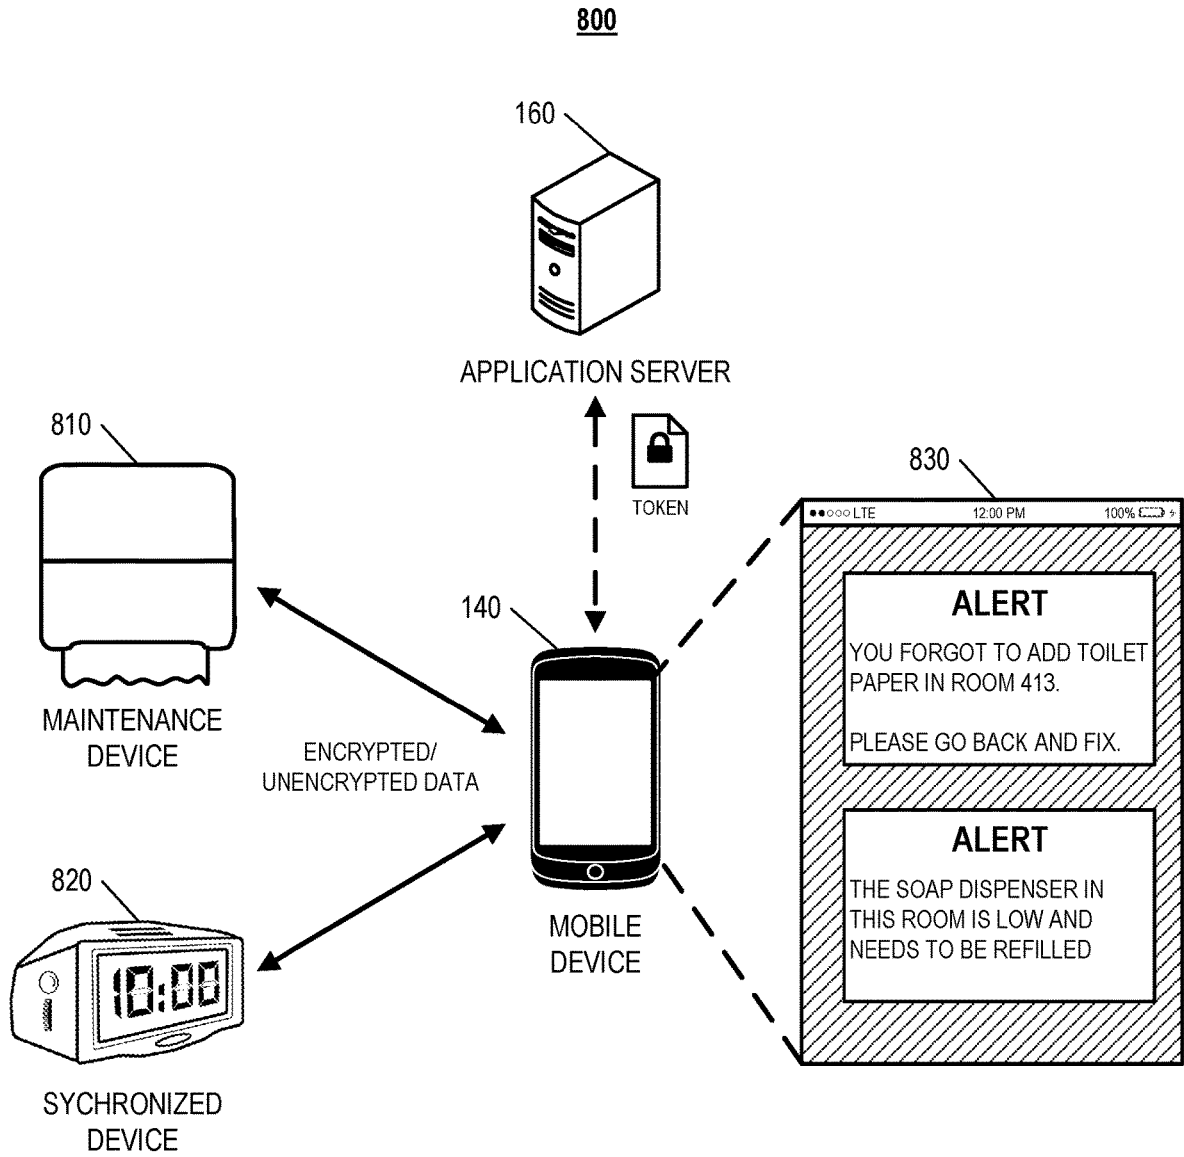 800
160
APPLICATION SERVER
TOKEN
810
MAINTENANCE
DEVICE
ENCRYPTED/
UNENCRYPTED DATA
820
10:00
SYCHRONIZED
DEVICE
140
MOBILE
DEVICE
830
LTE 12:00 PM 100%
ALERT
YOU FORGOT TO ADD TOILET
PAPER IN ROOM 413.
PLEASE GO BACK AND FIX.
ALERT
THE SOAP DISPENSER IN
THIS ROOM IS LOW AND
NEEDS TO BE REFILLED